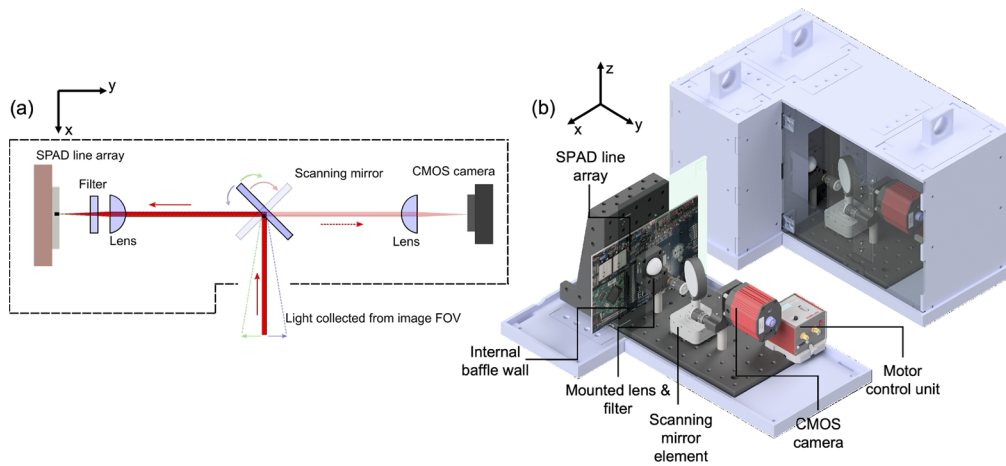 (a)
y
x
SPAD line array
Filter
Lens
Scanning mirror
CMOS camera
Lens
Light collected from image FOV
(b)
z
x
y
SPAD line
array
Internal
baffle wall
Mounted lens &
filter
Scanning
mirror
element
CMOS
camera
Motor
control unit